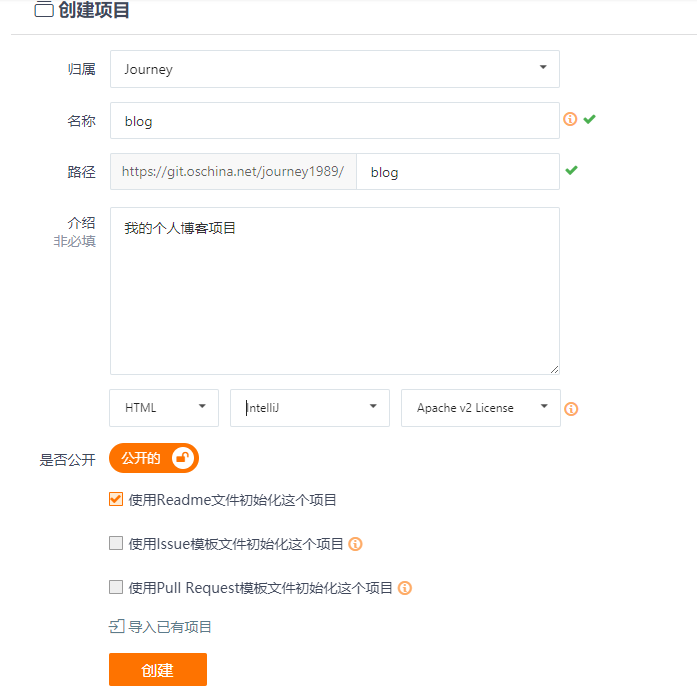 创建项目
归属 Journey
名称 blog
路径 https://git.oschina.net/journey1989/ blog
介绍 我的个人博客项目
非必填
HTML IntelliJ Apache v2 License
是否公开 公开的
使用Readme文件初始化这个项目
使用Issue模板文件初始化这个项目
使用Pull Request模板文件初始化这个项目
导入已有项目
创建